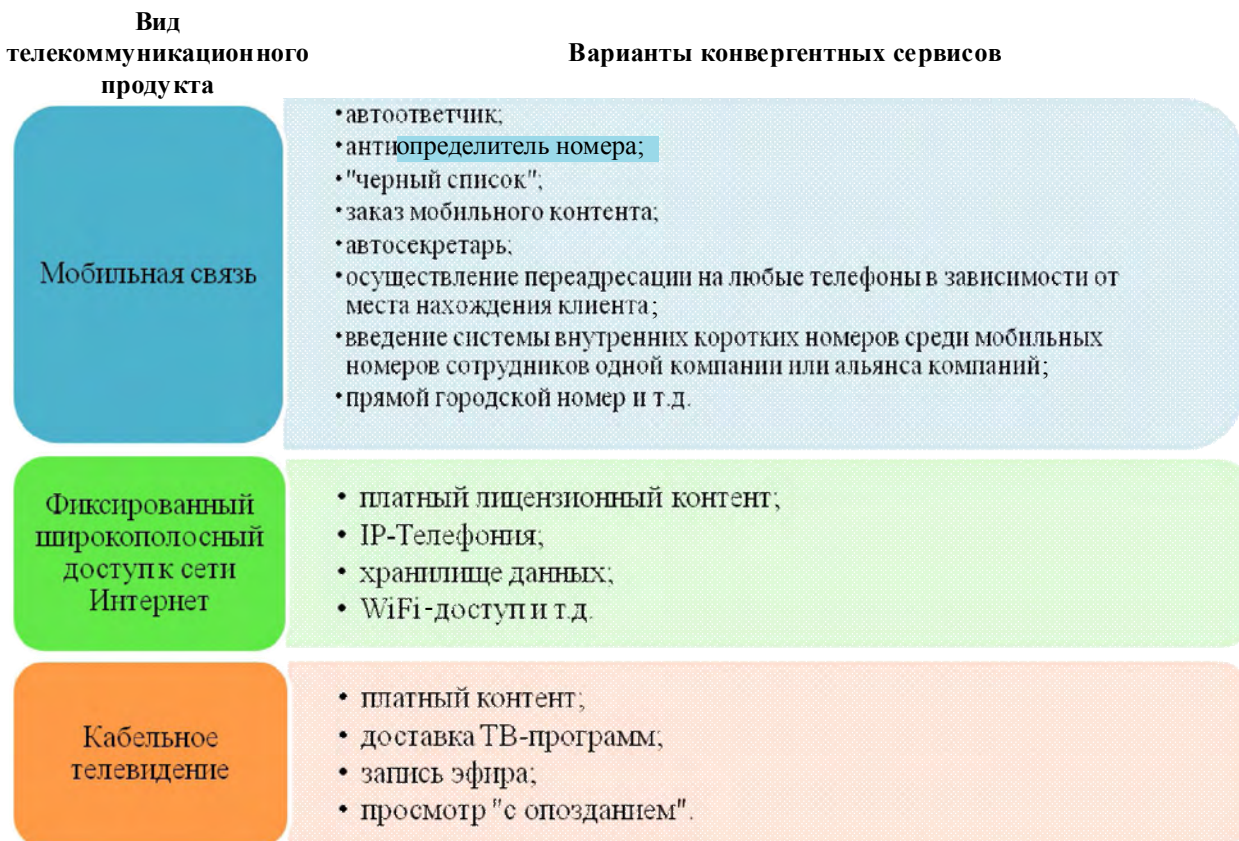 Вид
телекоммуникационного
продукта
Варианты конвергентных сервисов
Мобильная связь
•автоответчик;
•антиопределитель номера;
•"черный список";
•заказ мобильного контента;
•автосекретарь;
•осуществление переадресации на любые телефоны в зависимости от
места нахождения клиента;
•введение системы внутренних коротких номеров среди мобильных
номеров сотрудников одной компании или альянса компаний;
•прямой городской номер и т.д.
Фиксированный
широкополосный
доступ к сети
Интернет
• платный лицензионный контент;
• IP-Телефония;
• хранилище данных;
• WiFi-доступ и т.д.
Кабельное
телевидение
• платный контент;
• доставка ТВ-программ;
• запись эфира;
• просмотр "с опозданием".